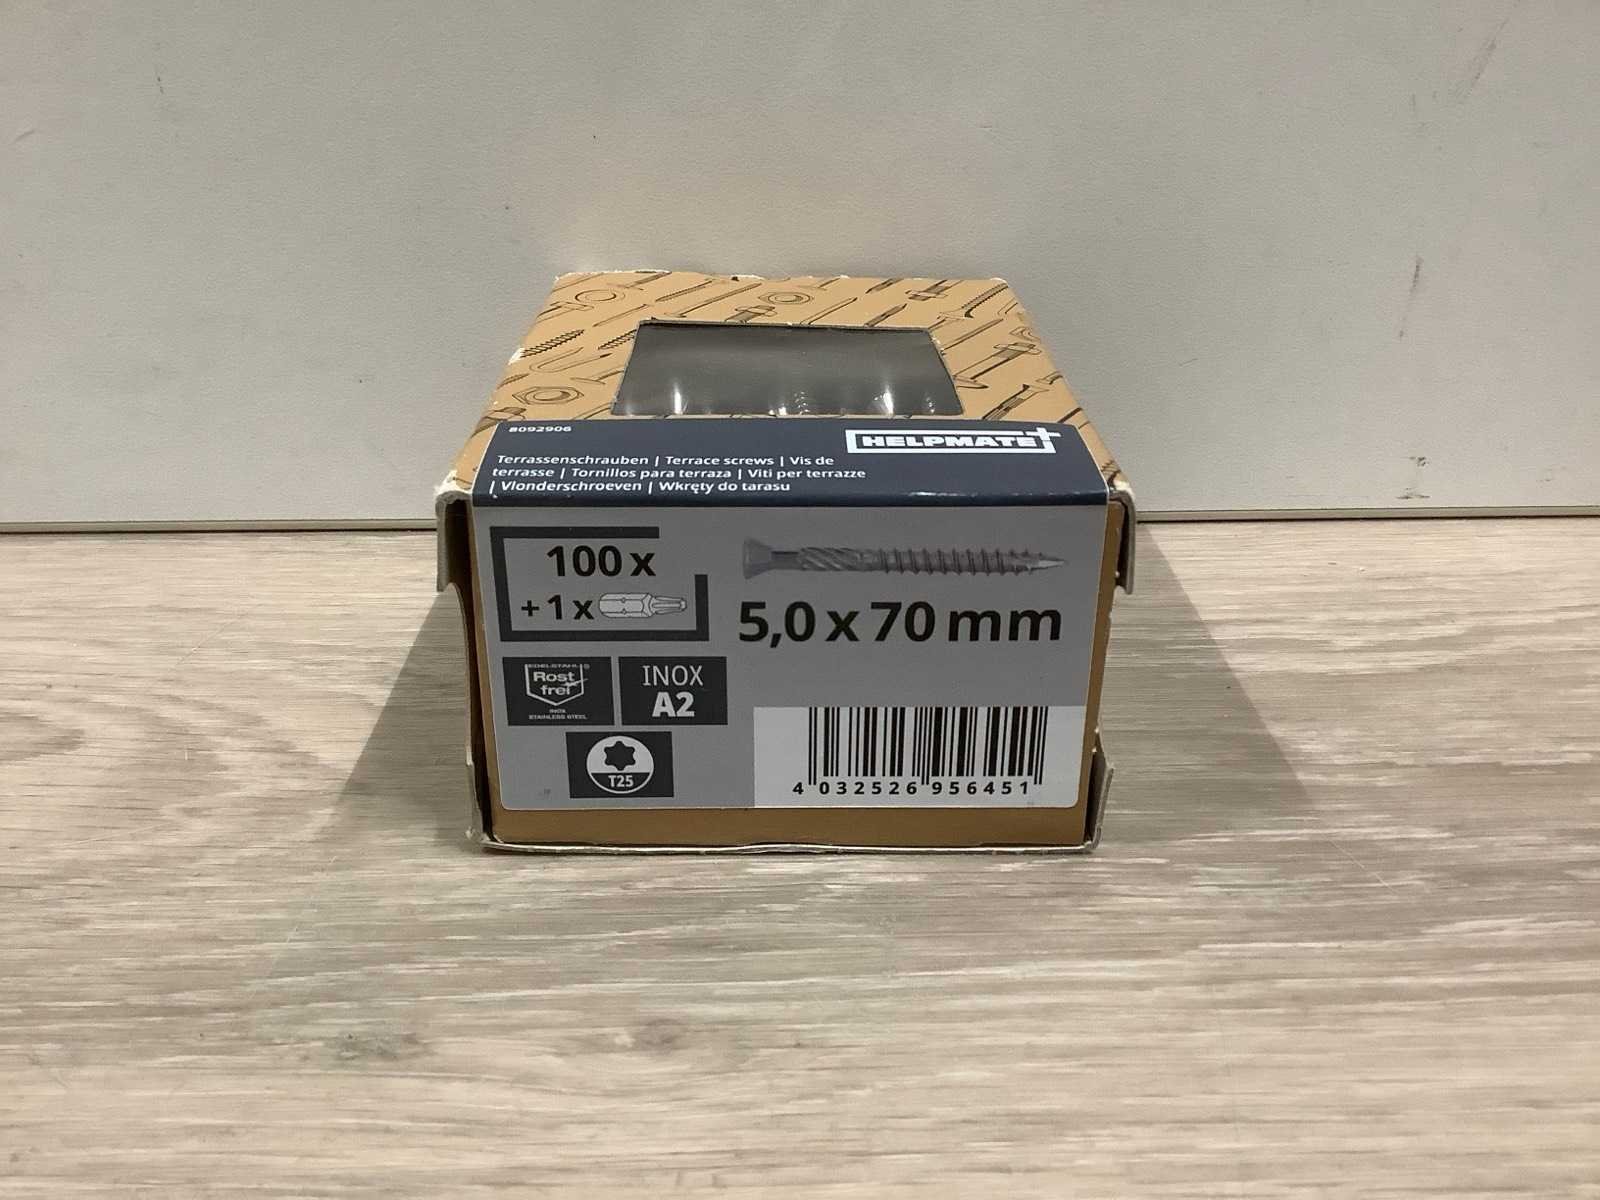 8092906
HELPMATE
Terrassenschrauben | Terrace screws | Vis de
terrasse | Tornillos para terraza | Viti per terrazze
| Vlonderschroeven | Wkręty do tarasu
100 x
+ 1 x
5,0 x 70 mm
EDELSTAHL®
Rost
frei
INOX
STAINLESS STEEL
INOX
A2
T25
4 032526 956451